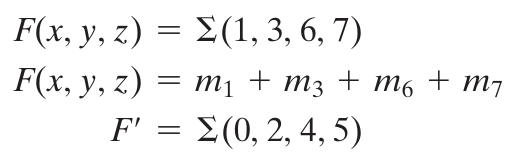 F(x, y, z) = Σ(1, 3, 6, 7)
F(x, y, z) = m₁ + m₃ + m₆ + m₇
F′ = Σ(0, 2, 4, 5)